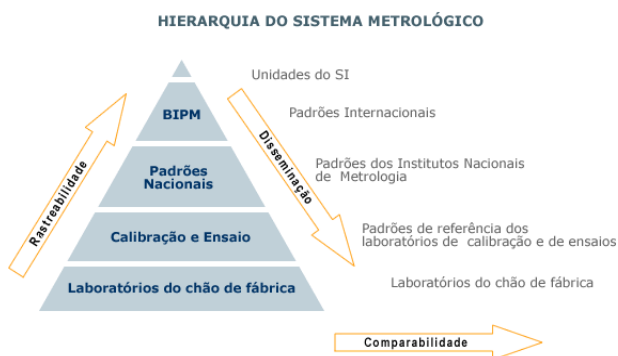 HIERARQUIA DO SISTEMA METROLÓGICO
Unidades do SI
BIPM
Padrões Internacionais
Padrões
Nacionais
Padrões dos Institutos Nacionais
de Metrologia
Calibração e Ensaio
Padrões de referência dos
laboratórios de calibração e de ensaios
Laboratórios do chão de fábrica
Laboratórios do chão de fábrica
Rastreabilidade
Disseminação
Comparabilidade